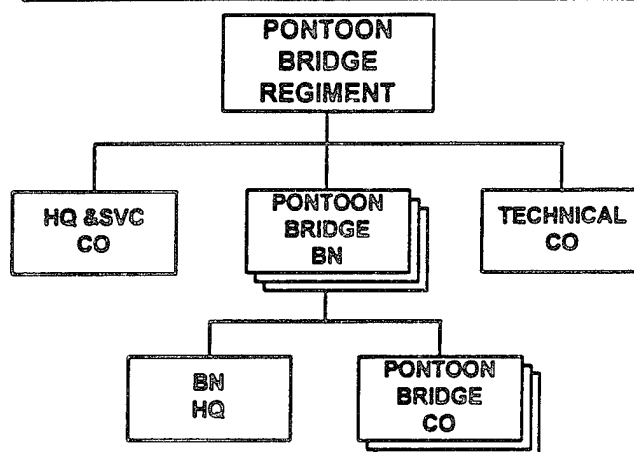 PONTOON
BRIDGE
REGIMENT
HQ &SVC
CO
PONTOON
BRIDGE
BN
TECHNICAL
CO
BN
HQ
PONTOON
BRIDGE
CO